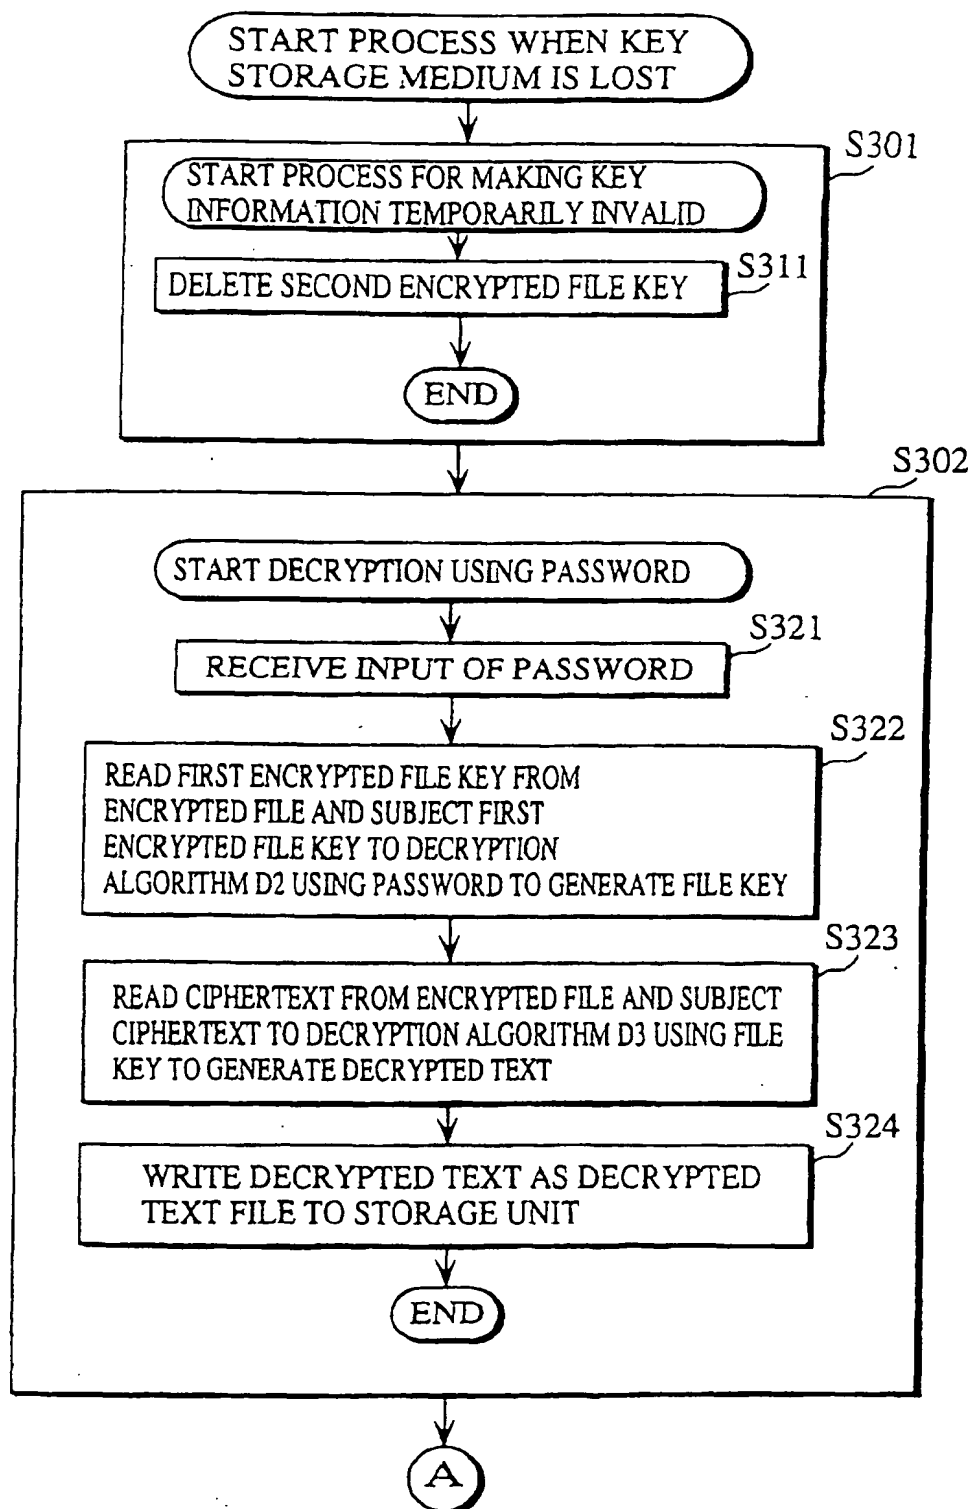 START PROCESS WHEN KEY
STORAGE MEDIUM IS LOST
S301
START PROCESS FOR MAKING KEY
INFORMATION TEMPORARILY INVALID
S311
DELETE SECOND ENCRYPTED FILE KEY
END
S302
START DECRYPTION USING PASSWORD
S321
RECEIVE INPUT OF PASSWORD
S322
READ FIRST ENCRYPTED FILE KEY FROM
ENCRYPTED FILE AND SUBJECT FIRST
ENCRYPTED FILE KEY TO DECRYPTION
ALGORITHM D2 USING PASSWORD TO GENERATE FILE KEY
S323
READ CIPHERTEXT FROM ENCRYPTED FILE AND SUBJECT
CIPHERTEXT TO DECRYPTION ALGORITHM D3 USING FILE
KEY TO GENERATE DECRYPTED TEXT
S324
WRITE DECRYPTED TEXT AS DECRYPTED
TEXT FILE TO STORAGE UNIT
END
A